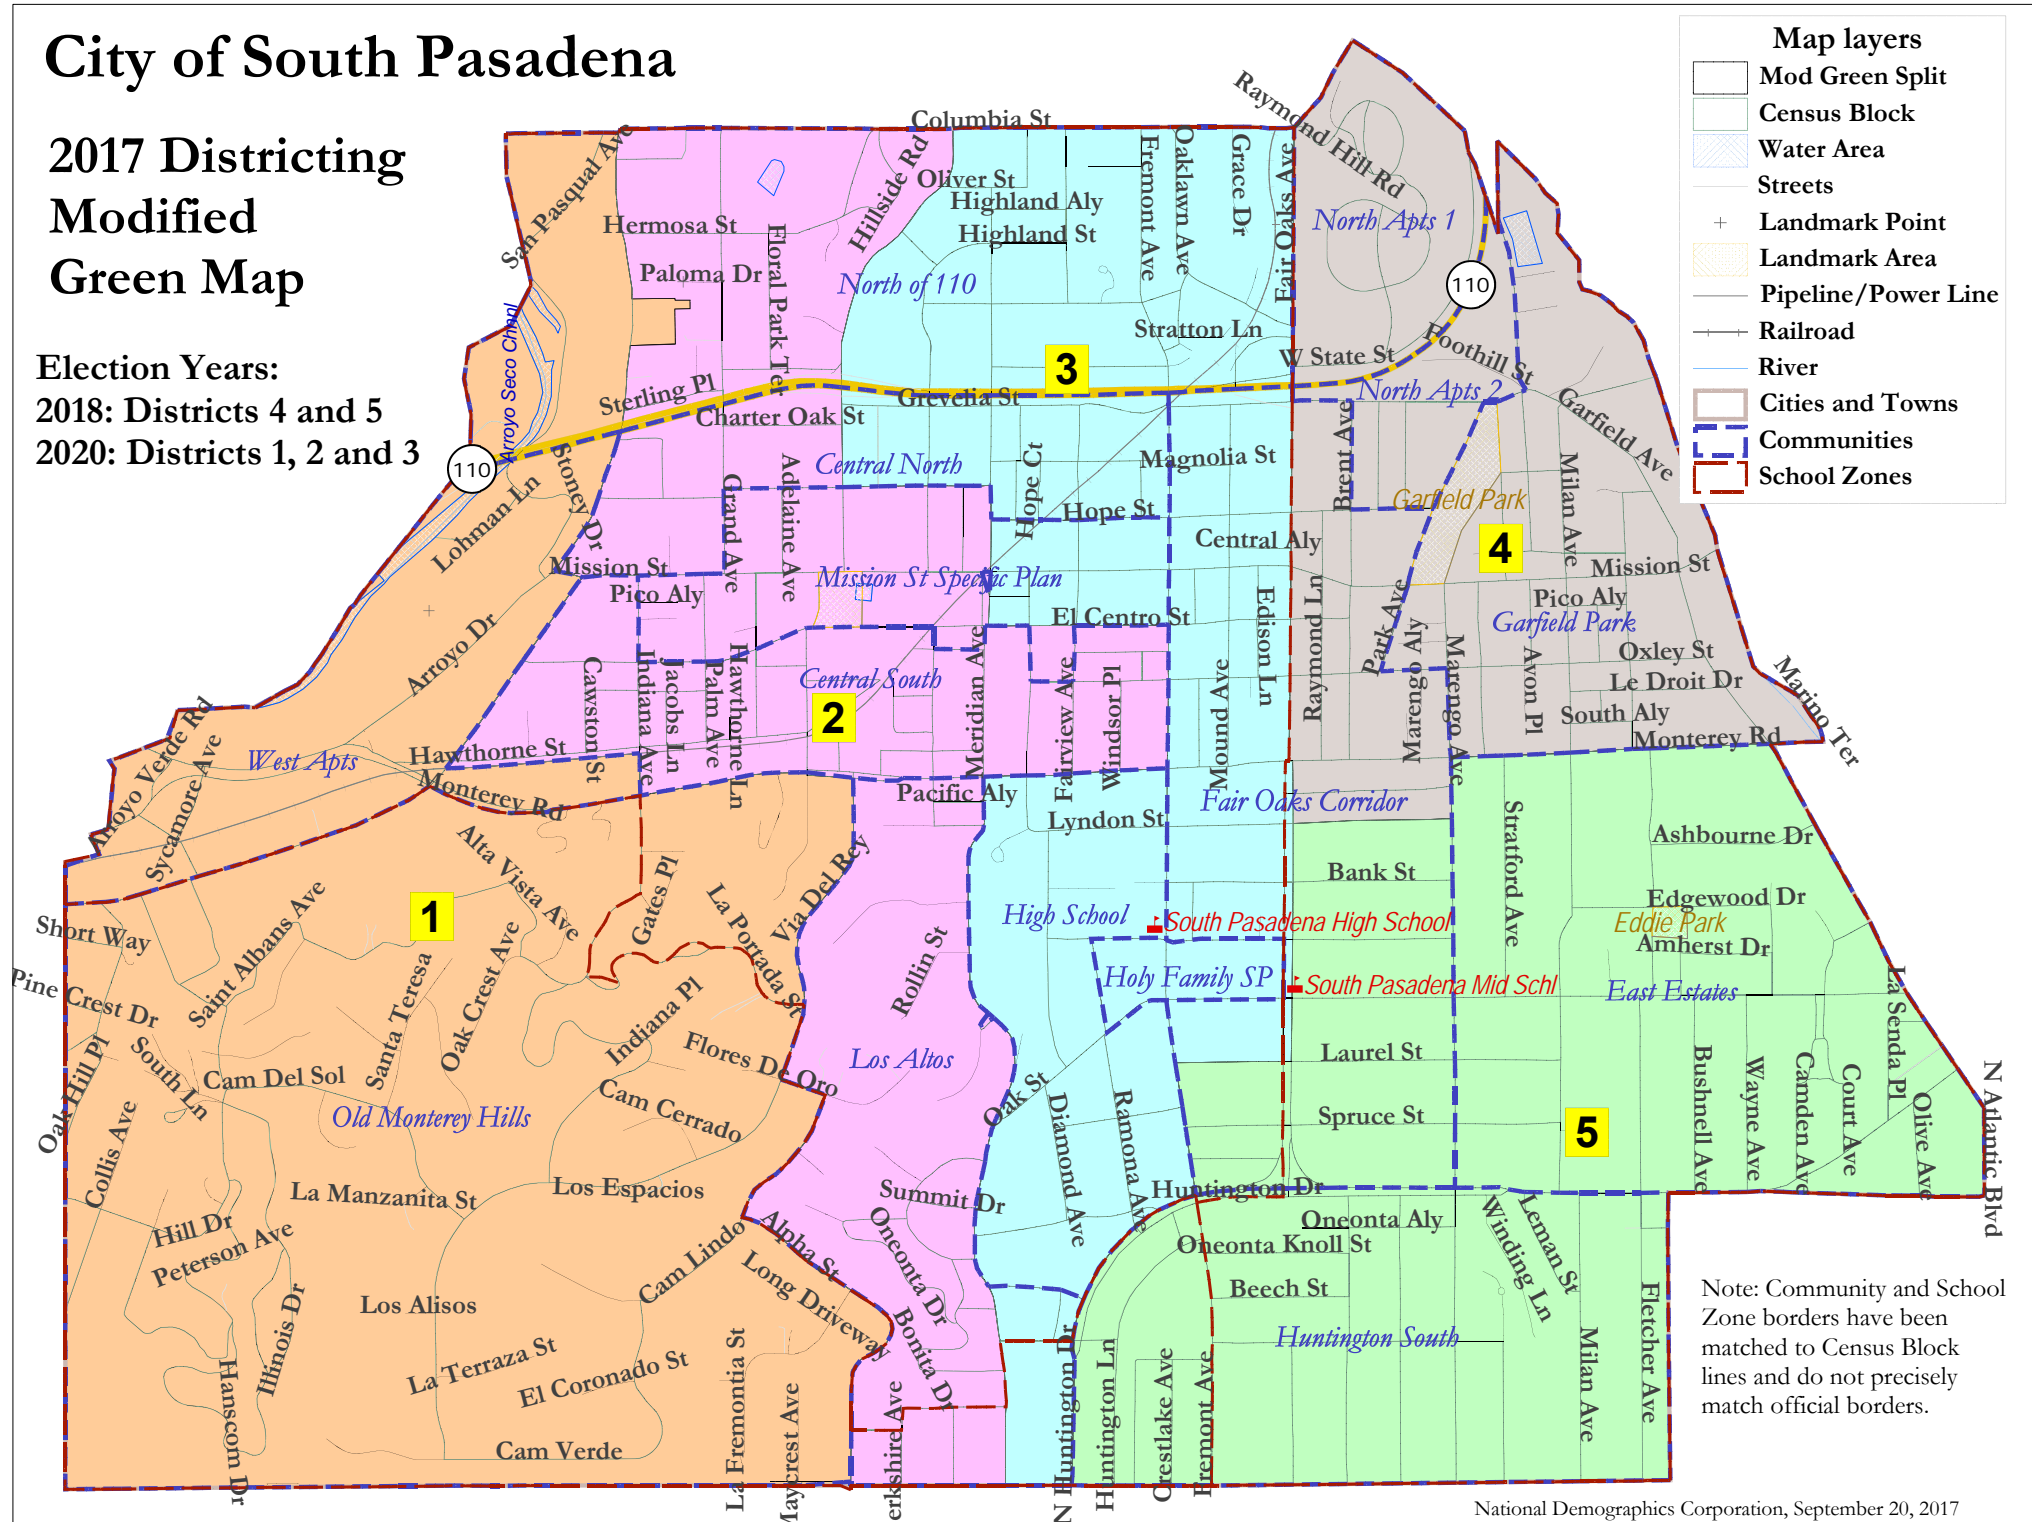 City of South Pasadena
2017 Districting
Modified
Green Map
Election Years:
2018: Districts 4 and 5
2020: Districts 1, 2 and 3
Map layers
Mod Green Split
Census Block
Water Area
Streets
Landmark Point
Landmark Area
Pipeline/Power Line
Railroad
River
Cities and Towns
Communities
School Zones
Columbia St
Raymond Hill Rd
San Pasqual Ave
Hillside Rd
Oliver St
Highland Aly
Highland St
Fremont Ave
Oaklawn Ave
Grace Dr
Fair Oaks Ave
Hermosa St
Floral Park Ter
Paloma Dr
North of 110
North Apts 1
110
Arroyo Seco Chnnl
Stratton Ln
W State St
Foothill St
3
Sterling Pl
Grevelia St
North Apts 2
Charter Oak St
Garfield Ave
110
Stoney Dr
Lohman Ln
Central North
Magnolia St
Brent Ave
Grand Ave
Adelaine Ave
Hope Ct
Hope St
Garfield Park
Milan Ave
Central Aly
4
Mission St
Mission St Specific Plan
Mission St
Pico Aly
Pico Aly
El Centro St
Edison Ln
Raymond Ln
Park Ave
Garfield Park
Arroyo Dr
Marengo Aly
Marengo Ave
Avon Pl
Oxley St
Cawston St
Indiana Ave
Jacobs Ln
Palm Ave
Hawthorne Ln
Central South
Meridian Ave
Fairview Ave
Windsor Pl
Mound Ave
Le Droit Dr
Marino Ter
2
South Aly
Monterey Rd
Arroyo Verde Rd
Sycamore Ave
West Apts
Hawthorne St
Monterey Rd
Pacific Aly
Fair Oaks Corridor
Lyndon St
Stratford Ave
Ashbourne Dr
Alta Vista Ave
Gates Pl
La Portada St
Via Del Rey
Bank St
Edgewood Dr
1
Saint Albans Ave
Short Way
High School
South Pasadena High School
Eddie Park
Amherst Dr
Oak Crest Ave
Santa Teresa
Rollin St
Holy Family SP
South Pasadena Mid Schl
East Estates
La Senda Pl
Pine Crest Dr
Indiana Pl
South Ln
Oak Hill Pl
Flores De Oro
Los Altos
Laurel St
Cam Del Sol
Cam Cerrado
Oak St
Diamond Ave
Ramona Ave
Bushnell Ave
Wayne Ave
Camden Ave
Court Ave
Olive Ave
N Atlantic Blvd
Old Monterey Hills
Spruce St
5
Collis Ave
La Manzanita St
Los Espacios
Summit Dr
Huntington Dr
Hill Dr
Peterson Ave
Oneonta Aly
Oneonta Knoll St
Winding Ln
Leman St
Cam Lindo
Alpha St
Long Driveway
Oneonta Dr
Bonita Dr
Beech St
Los Alisos
Illinois Dr
Hanscom Dr
Huntington South
Milan Ave
Fletcher Ave
La Terraza St
El Coronado St
La Fremontia St
Maycrest Ave
erkshire Ave
N Huntington Dr
Huntington Ln
Crestlake Ave
Fremont Ave
Cam Verde
Note: Community and School
Zone borders have been
matched to Census Block
lines and do not precisely
match official borders.
National Demographics Corporation, September 20, 2017